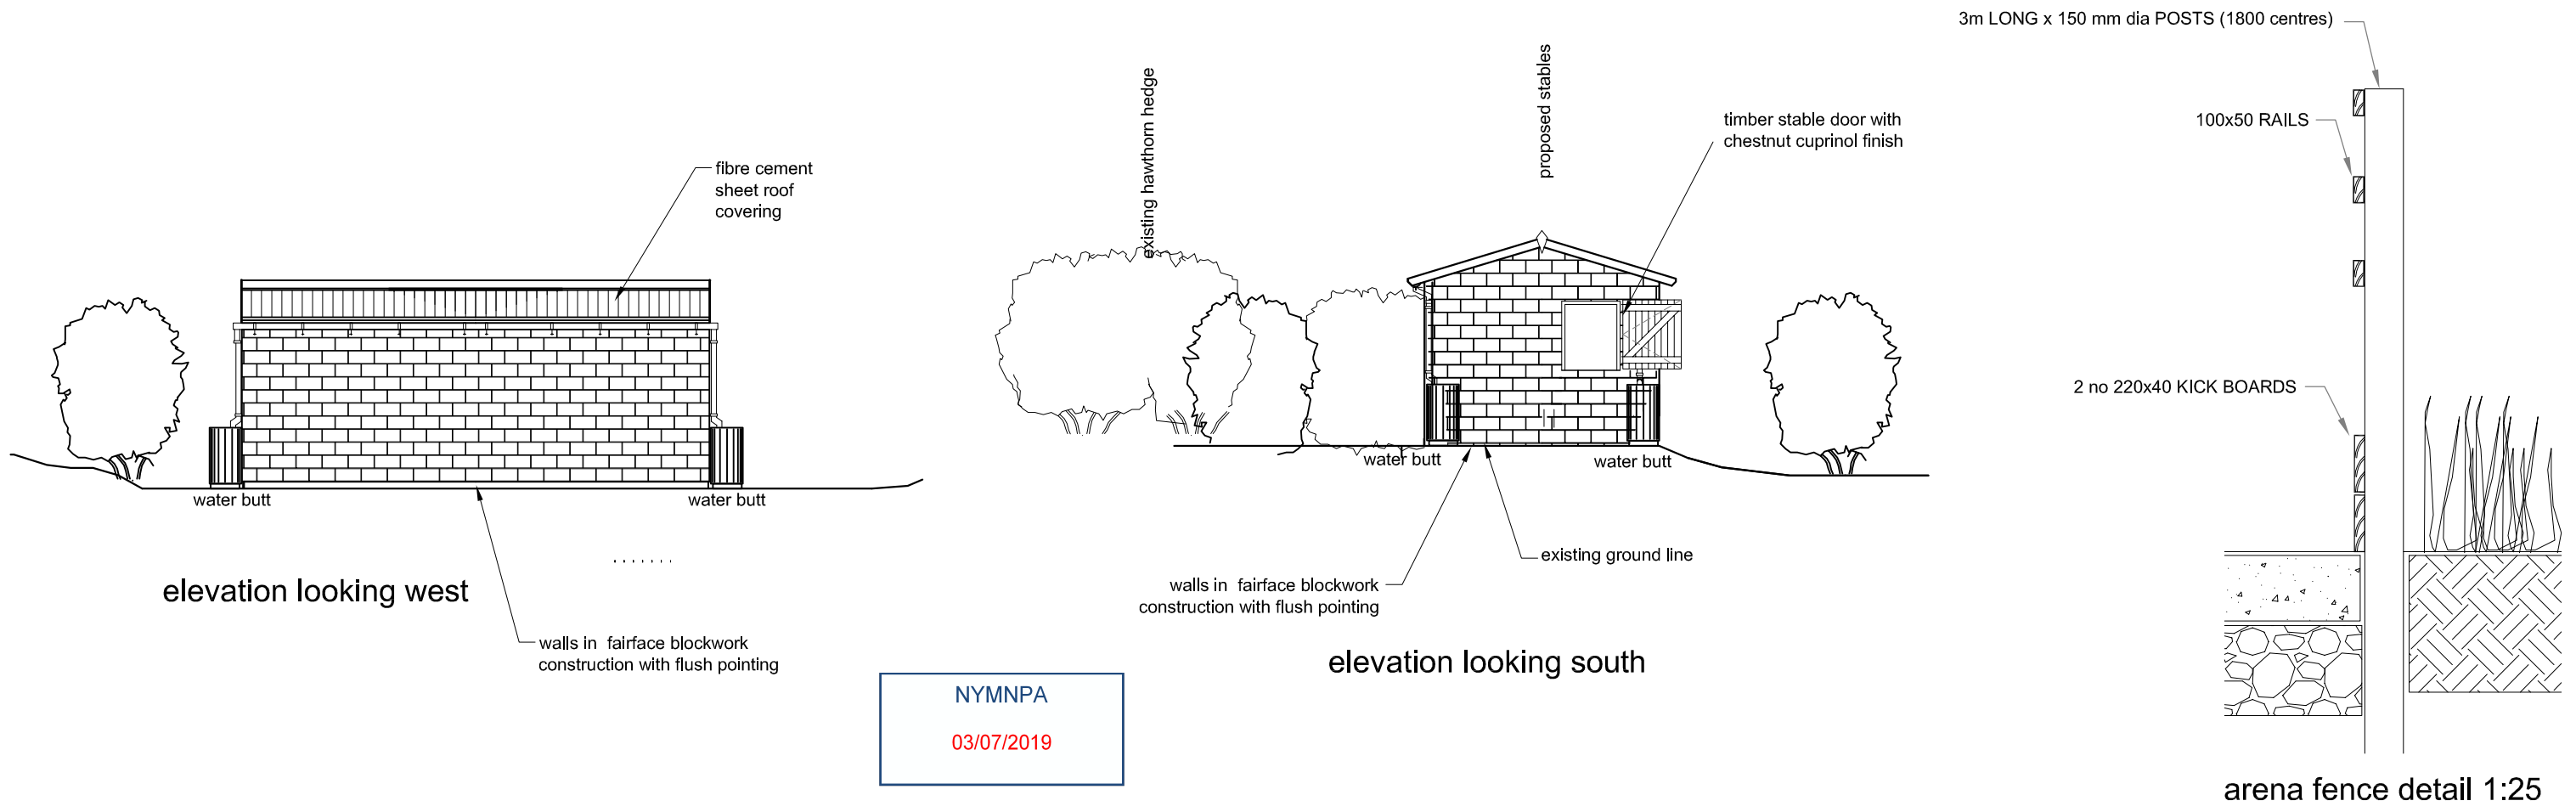 3m LONG x 150 mm dia POSTS (1800 centres)
existing hawthorn hedge
proposed stables
timber stable door with
chestnut cuprinol finish
100x50 RAILS
fibre cement
sheet roof
covering
2 no 220x40 KICK BOARDS
water butt
water butt
water butt
water butt
existing ground line
elevation looking west
walls in fairface blockwork
construction with flush pointing
walls in fairface blockwork
construction with flush pointing
elevation looking south
NYMNPA
03/07/2019
arena fence detail 1:25